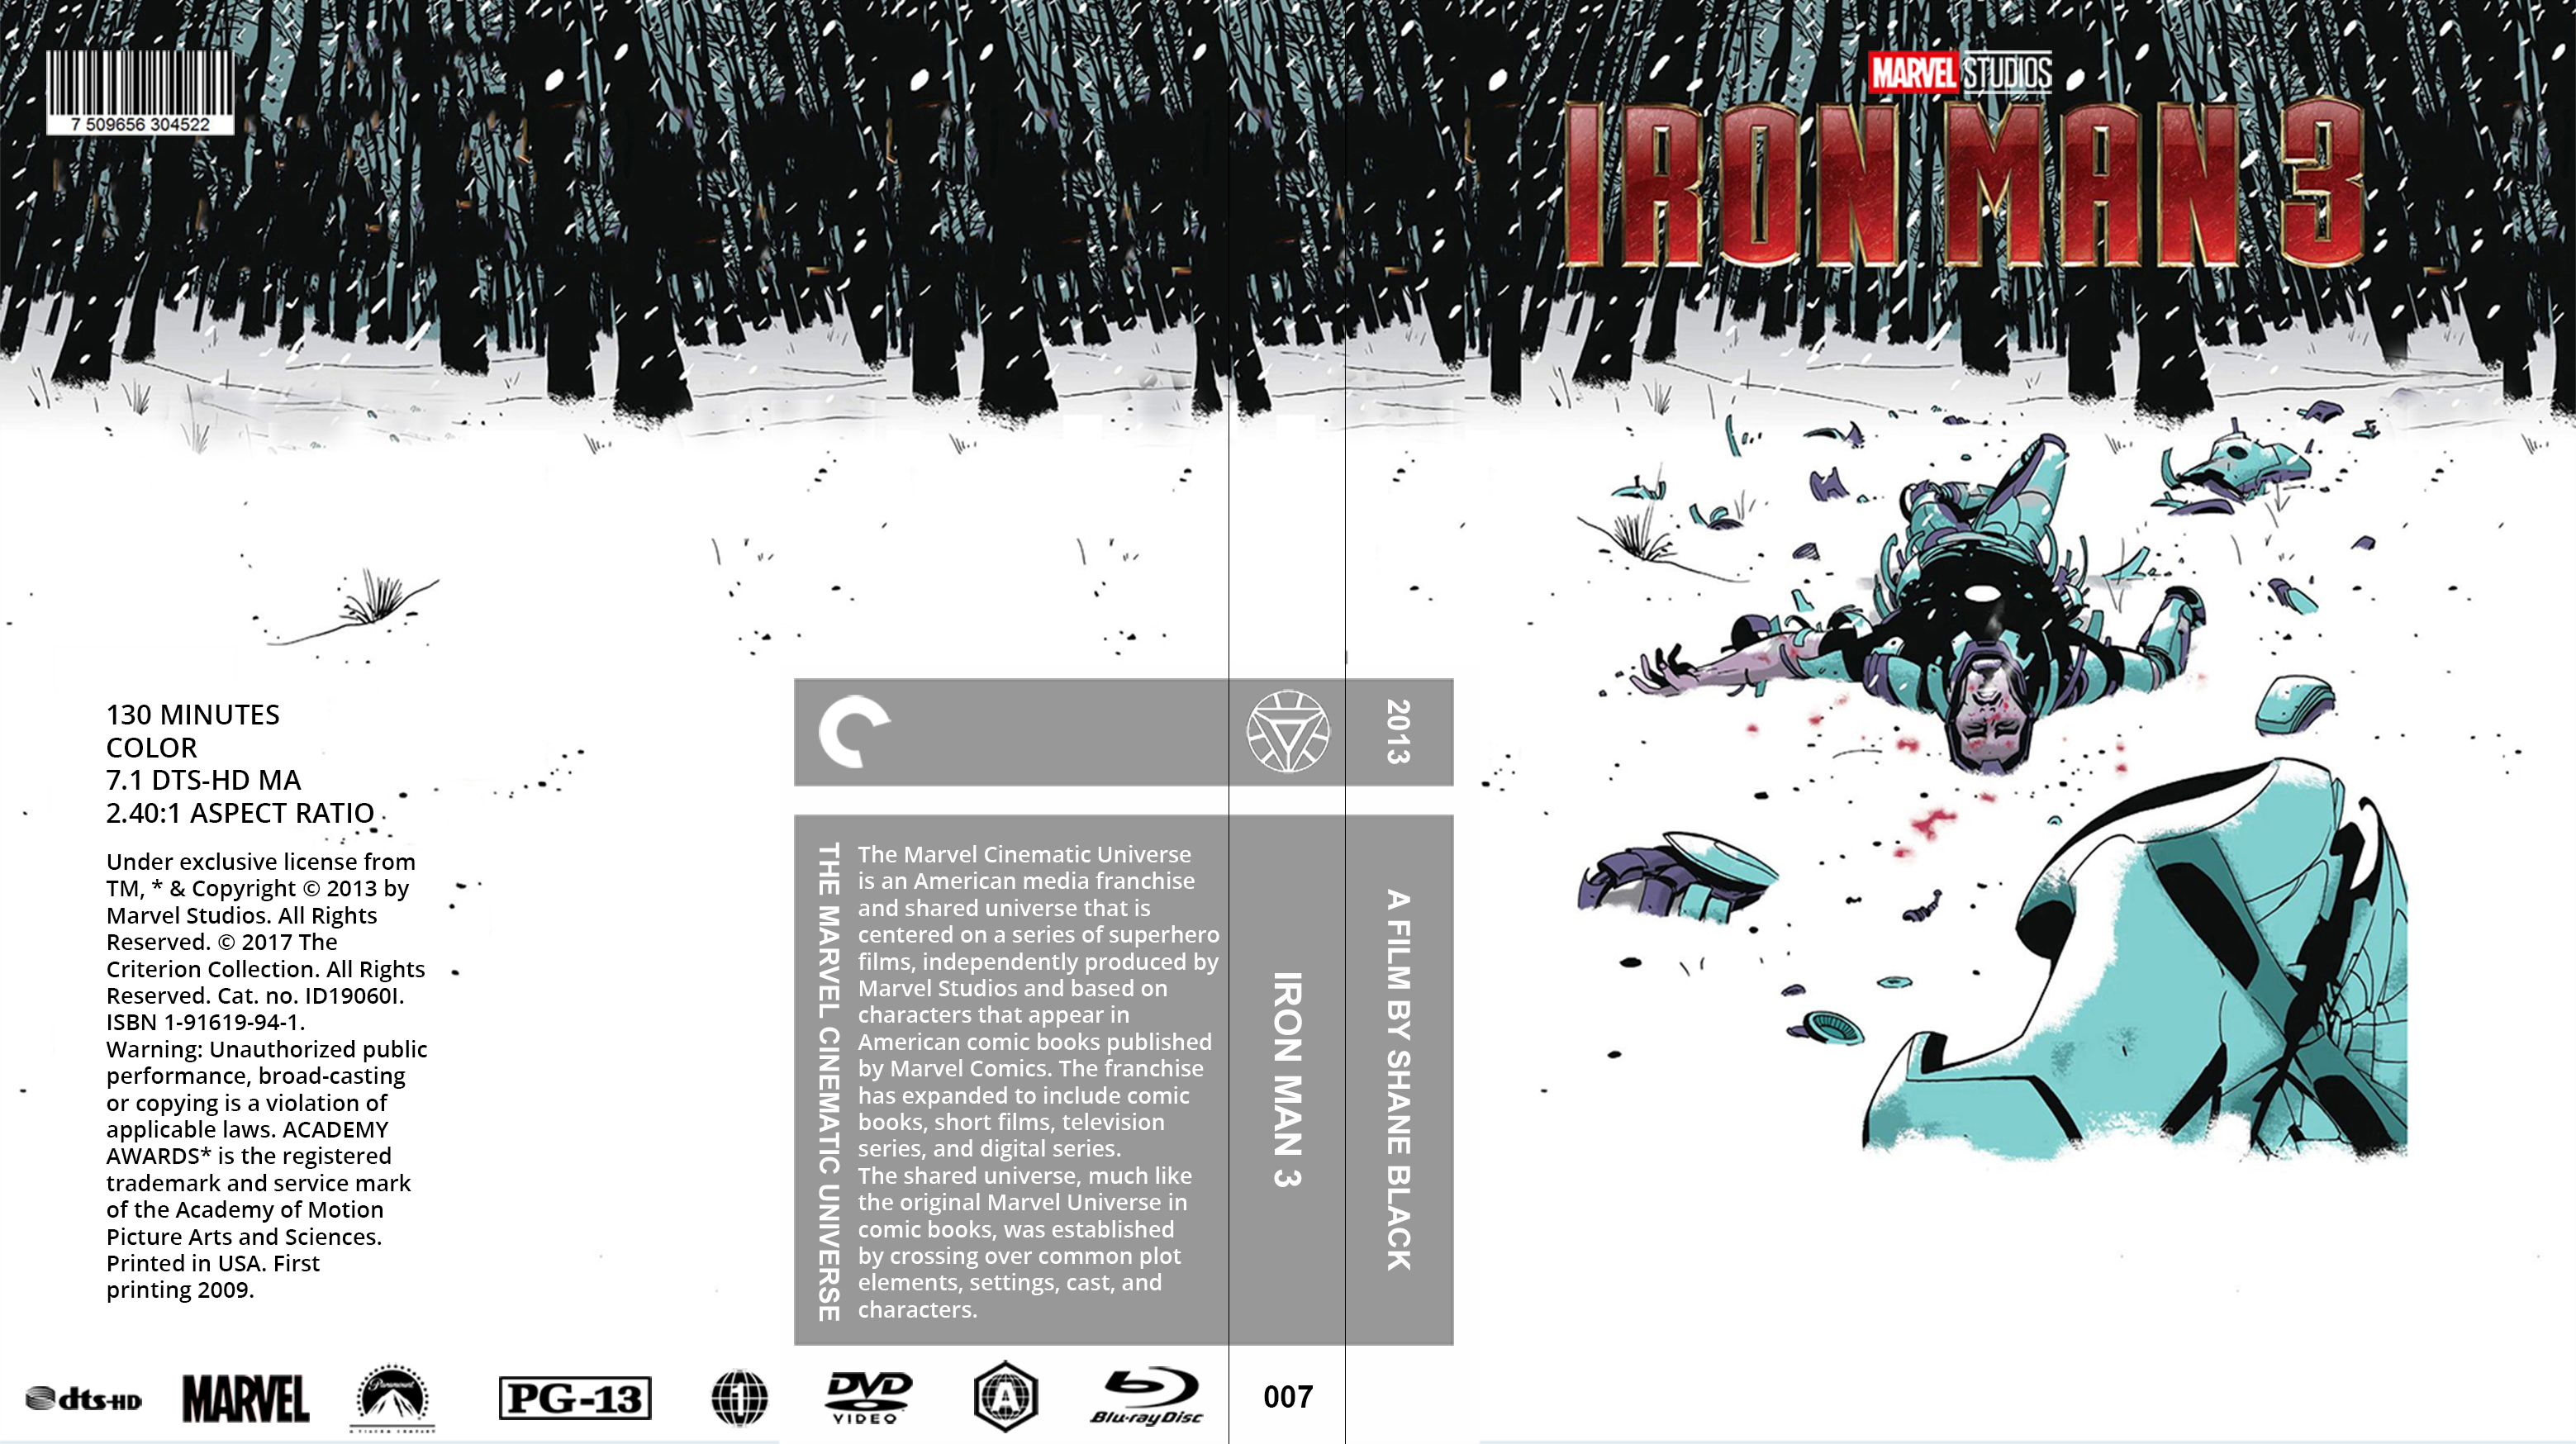 7 509656 304522
MARVEL STUDIOS
IRON MAN 3
130 MINUTES
COLOR
7.1 DTS-HD MA
2.40:1 ASPECT RATIO
Under exclusive license from
TM, * & Copyright © 2013 by
Marvel Studios. All Rights
Reserved. © 2017 The
Criterion Collection. All Rights
Reserved. Cat. no. ID19060I.
ISBN 1-91619-94-1.
Warning: Unauthorized public
performance, broad-casting
or copying is a violation of
applicable laws. ACADEMY
AWARDS* is the registered
trademark and service mark
of the Academy of Motion
Picture Arts and Sciences.
Printed in USA. First
printing 2009.
THE MARVEL CINEMATIC UNIVERSE
The Marvel Cinematic Universe
is an American media franchise
and shared universe that is
centered on a series of superhero
films, independently produced by
Marvel Studios and based on
characters that appear in
American comic books published
by Marvel Comics. The franchise
has expanded to include comic
books, short films, television
series, and digital series.
The shared universe, much like
the original Marvel Universe in
comic books, was established
by crossing over common plot
elements, settings, cast, and
characters.
IRON MAN 3
2013
A FILM BY SHANE BLACK
dts-HD
MARVEL
Paramount
PG-13
1
DVD
VIDEO
A
Blu-ray Disc
007